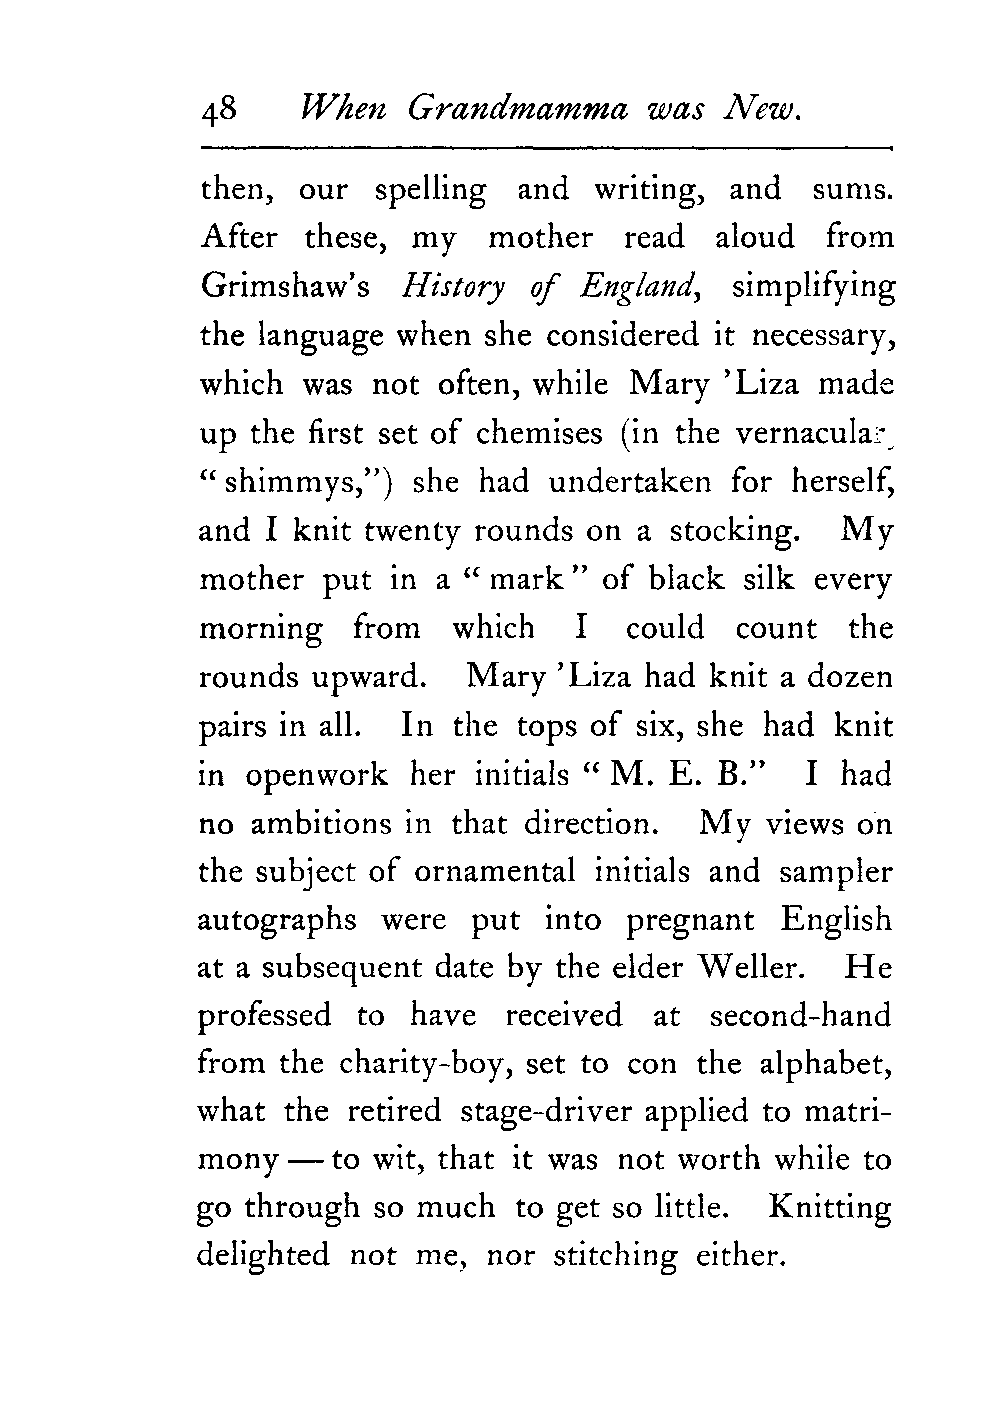 48 When Grandmamma was New.
then, our spelling and writing, and sums.
After these, my mother read aloud from
Grimshaw's History of England, simplifying
the language when she considered it necessary,
which was not often, while Mary 'Liza made
up the first set of chemises (in the vernacular,
“ shimmys,”) she had undertaken for herself,
and I knit twenty rounds on a stocking. My
mother put in a “ mark ” of black silk every
morning from which I could count the
rounds upward. Mary 'Liza had knit a dozen
pairs in all. In the tops of six, she had knit
in openwork her initials “ M. E. B.” I had
no ambitions in that direction. My views on
the subject of ornamental initials and sampler
autographs were put into pregnant English
at a subsequent date by the elder Weller. He
professed to have received at second-hand
from the charity-boy, set to con the alphabet,
what the retired stage-driver applied to matri-
mony — to wit, that it was not worth while to
go through so much to get so little. Knitting
delighted not me, nor stitching either.